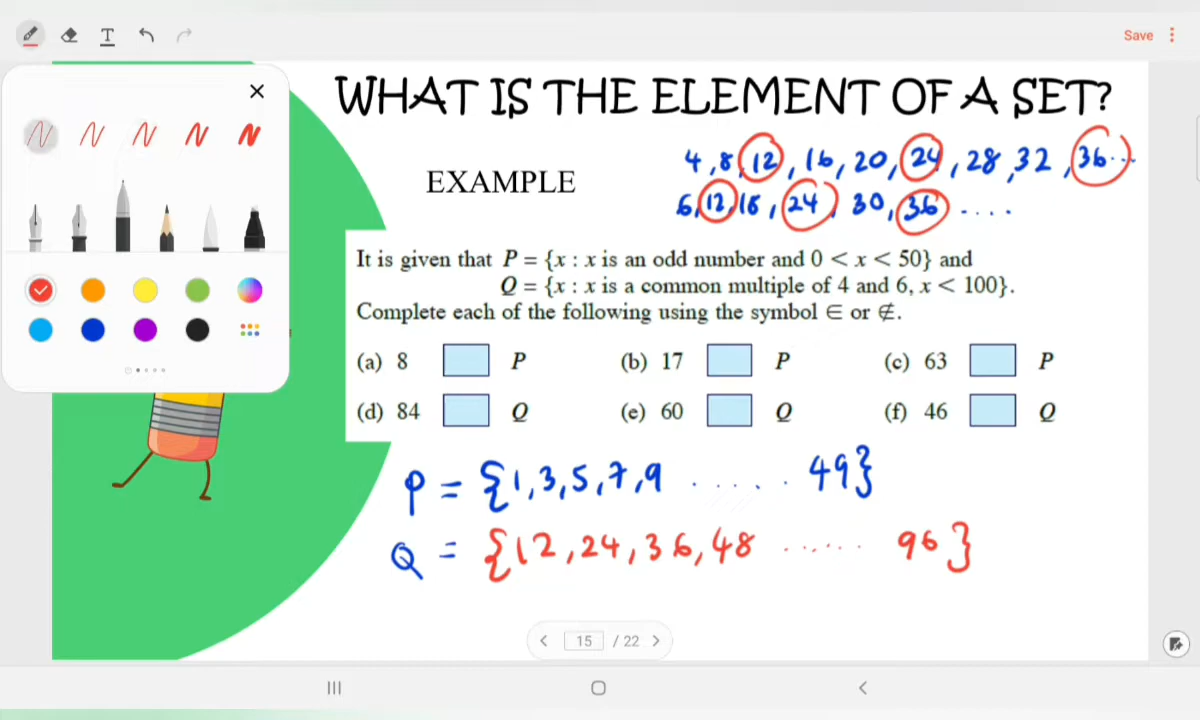 T
Save
WHAT IS THE ELEMENT OF A SET?
EXAMPLE
4, 8, 12, 16, 20, 24, 28, 32, 36...
6, 12, 18, 24, 30, 36 ....
It is given that P = {x : x is an odd number and 0 < x < 50} and
Q = {x : x is a common multiple of 4 and 6, x < 100}.
Complete each of the following using the symbol ∈ or ∉.
(a) 8 P (b) 17 P (c) 63 P
(d) 84 Q (e) 60 Q (f) 46 Q
P = {1,3,5,7,9 ...... 49}
Q = {12,24,36,48 ...... 96}
15 / 22